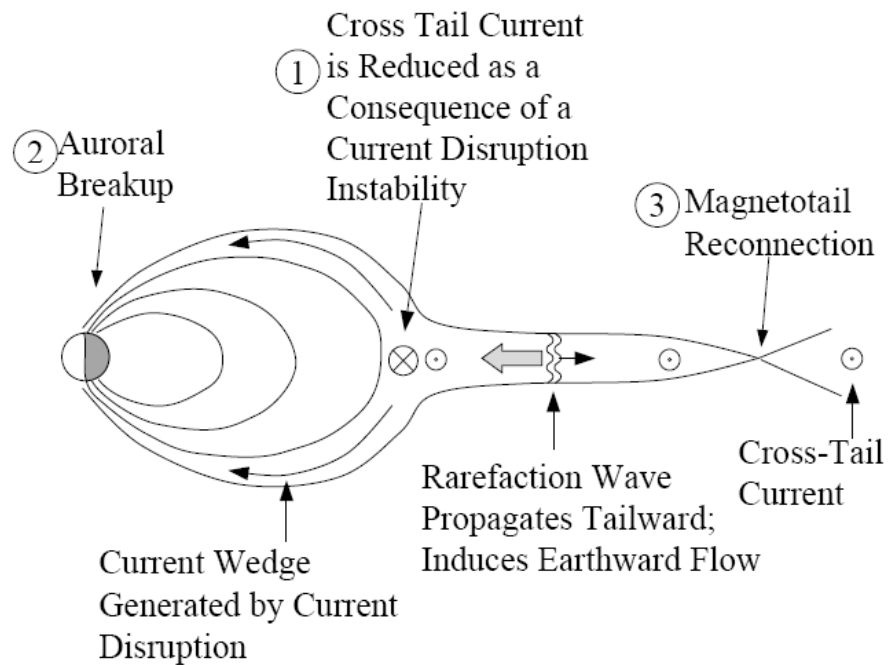 Cross Tail Current
1 is Reduced as a
Consequence of a
Current Disruption
Instability
2 Auroral
Breakup
3 Magnetotail
Reconnection
Rarefaction Wave
Propagates Tailward;
Induces Earthward Flow
Cross-Tail
Current
Current Wedge
Generated by Current
Disruption